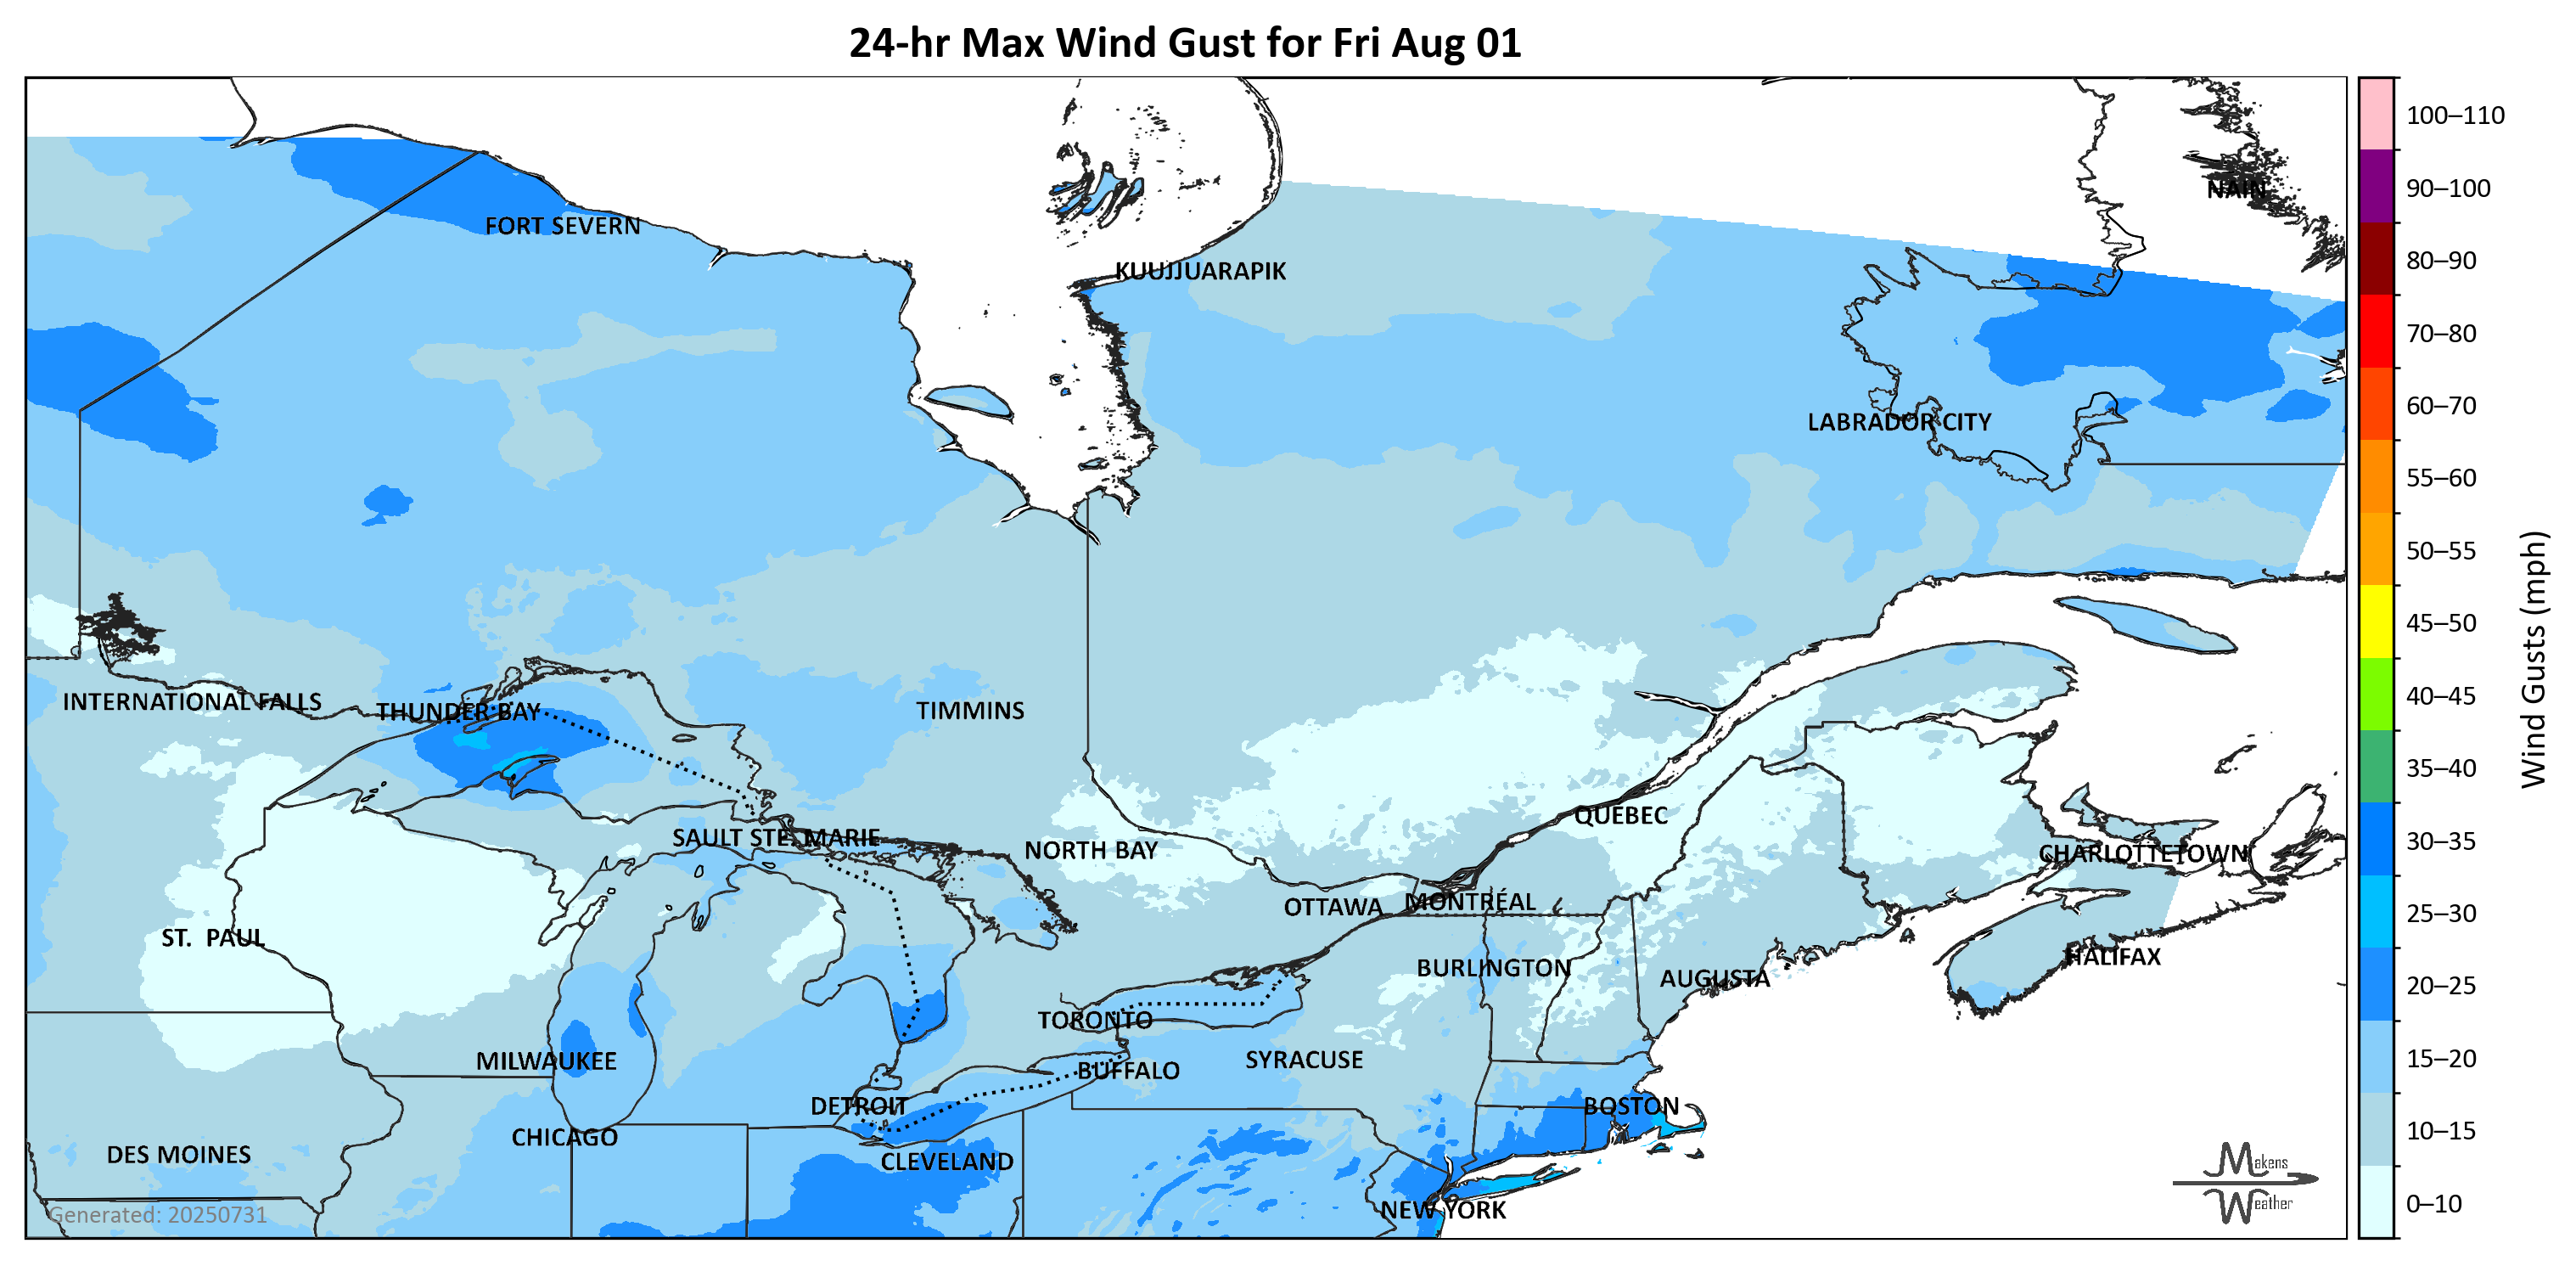 24-hr Max Wind Gust for Fri Aug 01
100–110
90–100
NAIN
FORT SEVERN
80–90
KUUJJUARAPIK
70–80
60–70
LABRADOR CITY
55–60
50–55
45–50
INTERNATIONAL FALLS
THUNDER BAY
TIMMINS
40–45
35–40
QUEBEC
SAULT STE. MARIE
NORTH BAY
CHARLOTTETOWN
30–35
OTTAWA
MONTRÉAL
25–30
ST. PAUL
BURLINGTON
AUGUSTA
HALIFAX
20–25
TORONTO
MILWAUKEE
BUFFALO
SYRACUSE
15–20
DETROIT
BOSTON
CHICAGO
10–15
DES MOINES
CLEVELAND
NEW YORK
0–10
Wind Gusts (mph)
Makens
Weather
Generated: 20250731